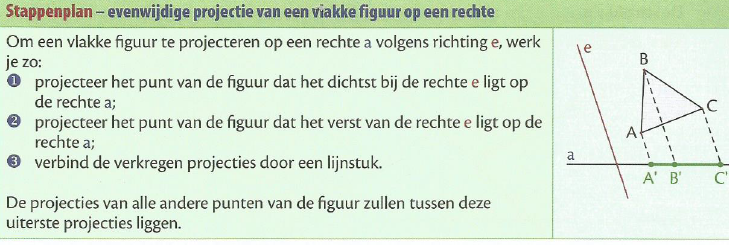 Stappenplan – evenwijdige projectie van een vlakke figuur op een rechte
Om een vlakke figuur te projecteren op een rechte a volgens richting e, werk
je zo:
❶ projecteer het punt van de figuur dat het dichtst bij de rechte e ligt op
de rechte a;
❷ projecteer het punt van de figuur dat het verst van de rechte e ligt op de
rechte a;
❸ verbind de verkregen projecties door een lijnstuk.
De projecties van alle andere punten van de figuur zullen tussen deze
uiterste projecties liggen.
e
B
C
A
a
A' B' C'